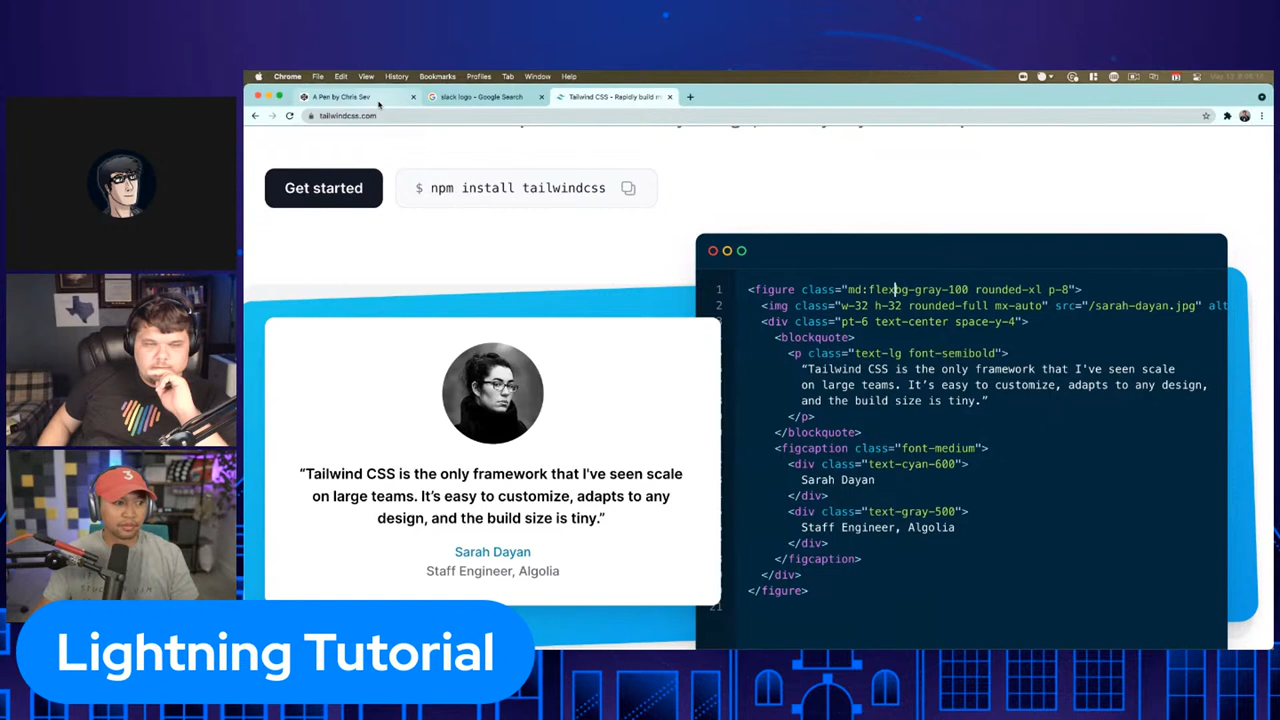 Chrome File Edit View History Bookmarks Profiles Tab Window Help
A Pen by Chris Sev
slack logo - Google Search
Tailwind CSS - Rapidly build m
tailwindcss.com
Get started
$ npm install tailwindcss
1 <figure class="md:flexbg-gray-100 rounded-xl p-8">
2 <img class="w-32 h-32 rounded-full mx-auto" src="/sarah-dayan.jpg" alt
<div class="pt-6 text-center space-y-4">
<blockquote>
<p class="text-lg font-semibold">
“Tailwind CSS is the only framework that I've seen scale
on large teams. It’s easy to customize, adapts to any design,
and the build size is tiny.”
</p>
</blockquote>
<figcaption class="font-medium">
<div class="text-cyan-600">
Sarah Dayan
</div>
<div class="text-gray-500">
Staff Engineer, Algolia
</div>
</figcaption>
</div>
</figure>
21
“Tailwind CSS is the only framework that I've seen scale
on large teams. It’s easy to customize, adapts to any
design, and the build size is tiny.”
Sarah Dayan
Staff Engineer, Algolia
Lightning Tutorial